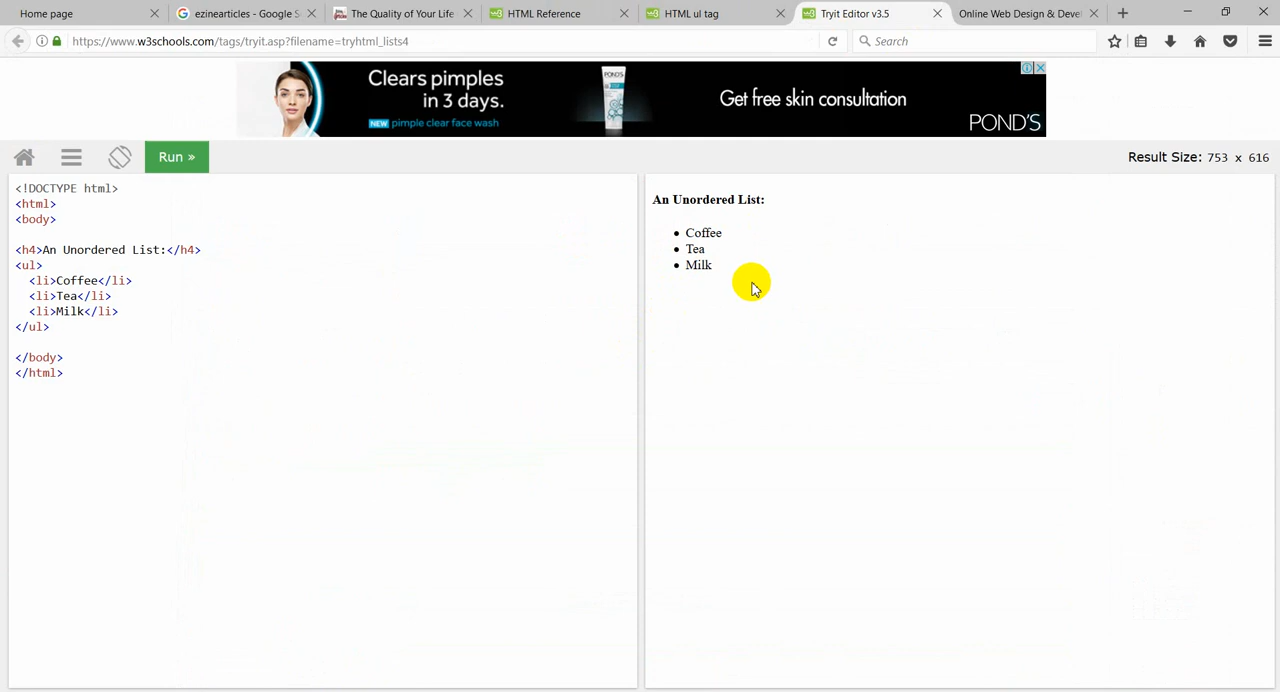 Home page
ezinearticles - Google S
The Quality of Your Life
HTML Reference
HTML ul tag
Tryit Editor v3.5
Online Web Design & Deve
https://www.w3schools.com/tags/tryit.asp?filename=tryhtml_lists4
Search
Clears pimples
in 3 days.
NEW pimple clear face wash
POND'S
Get free skin consultation
POND'S
Run »
Result Size: 753 x 616
<!DOCTYPE html>
<html>
<body>
<h4>An Unordered List:</h4>
<ul>
<li>Coffee</li>
<li>Tea</li>
<li>Milk</li>
</ul>
</body>
</html>
An Unordered List:
• Coffee
• Tea
• Milk